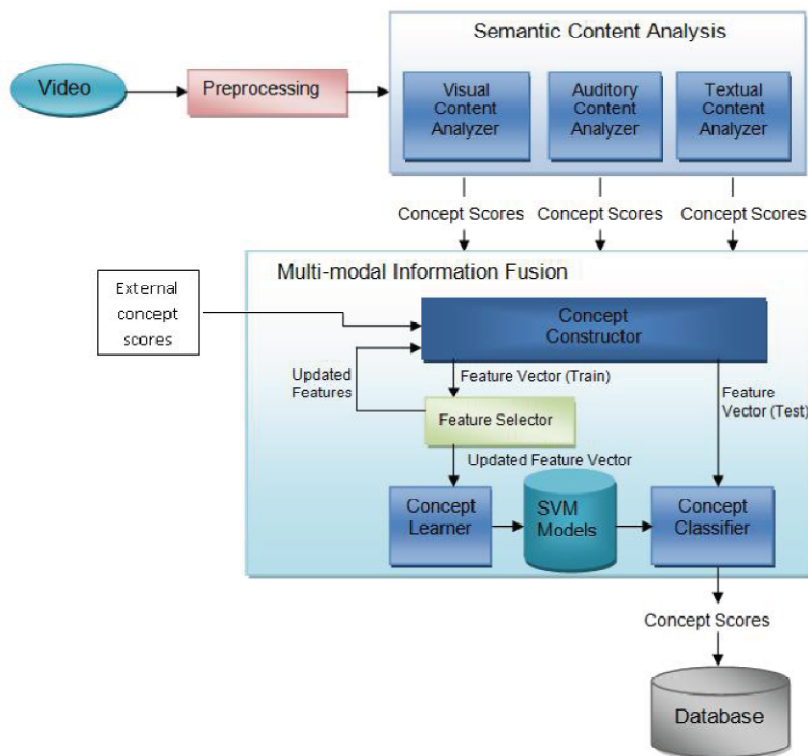 Semantic Content Analysis
Video
Preprocessing
Visual
Content
Analyzer
Auditory
Content
Analyzer
Textual
Content
Analyzer
Concept Scores
Concept Scores
Concept Scores
Multi-modal Information Fusion
External
concept
scores
Concept
Constructor
Updated
Features
Feature Vector (Train)
Feature
Vector (Test)
Feature Selector
Updated Feature Vector
Concept
Learner
SVM
Models
Concept
Classifier
Concept Scores
Database